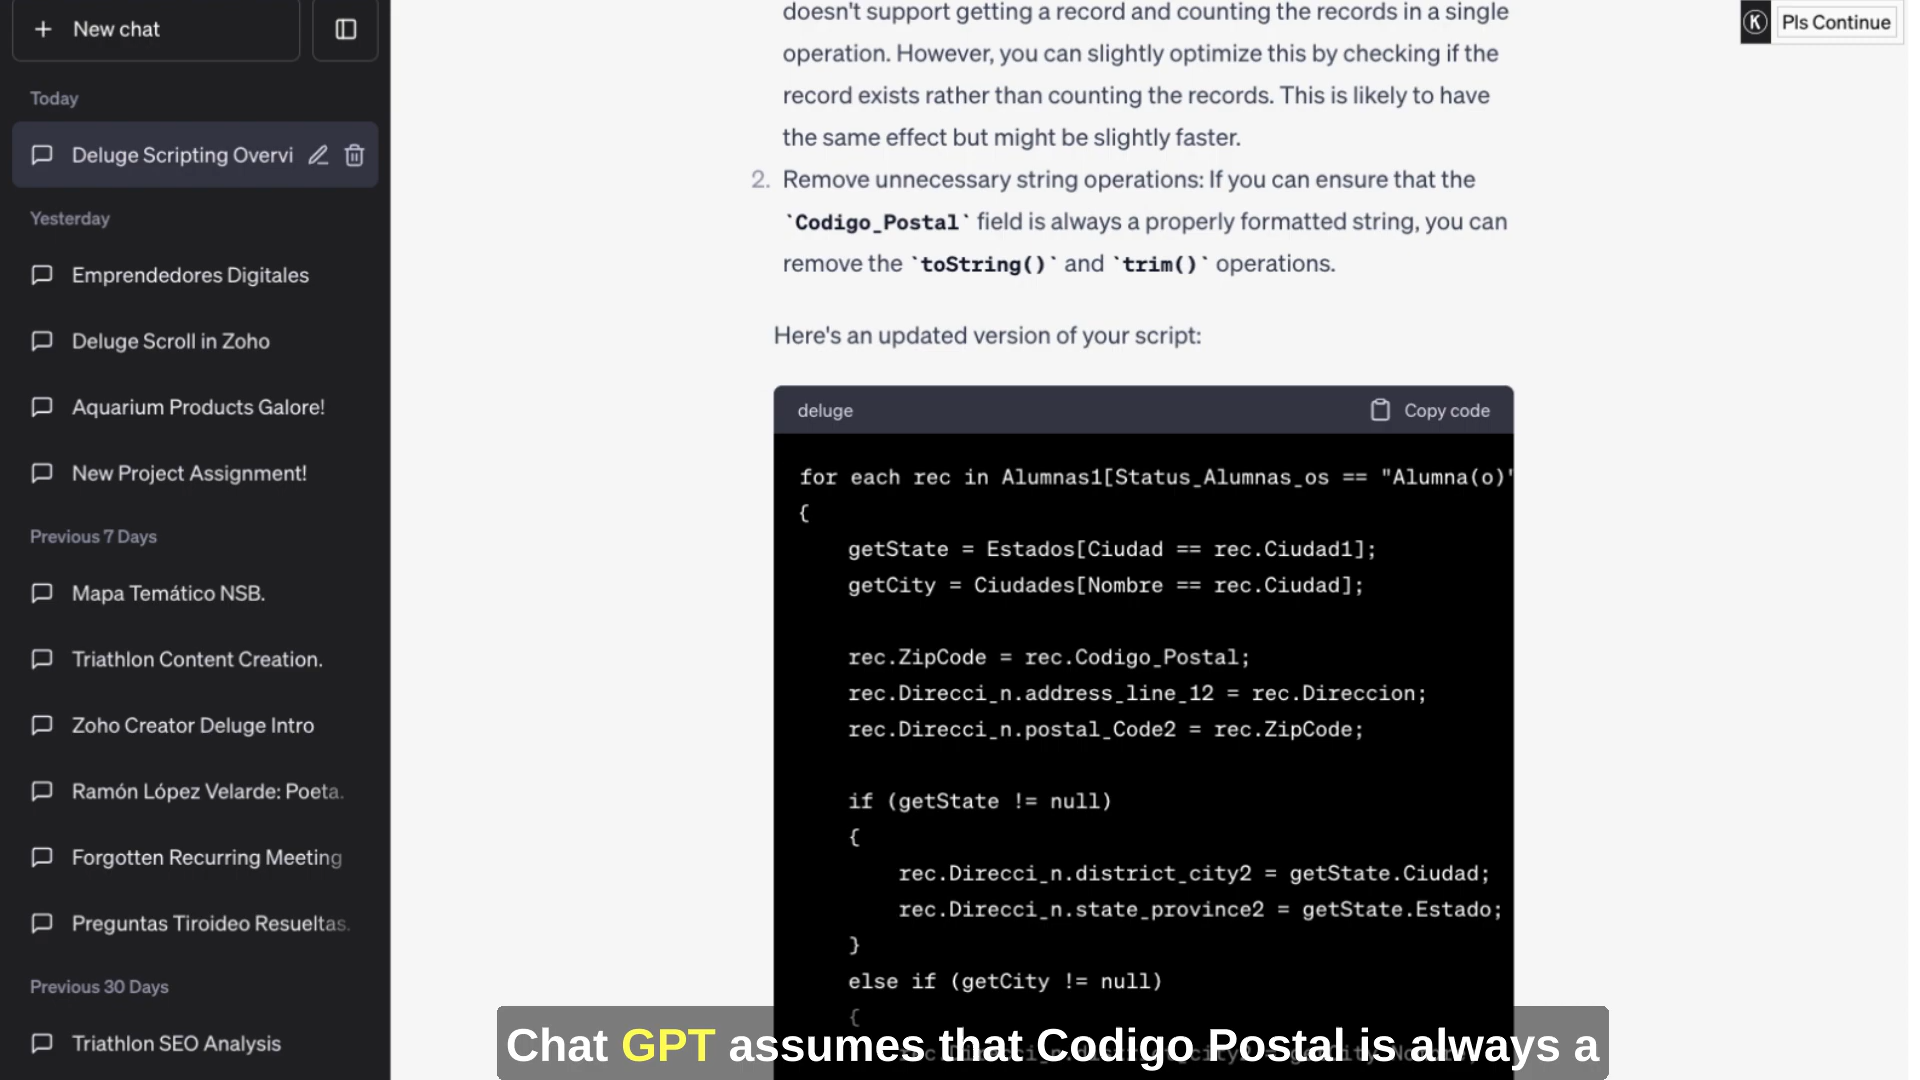 New chat
Today
Deluge Scripting Overvi
Yesterday
Emprendedores Digitales
Deluge Scroll in Zoho
Aquarium Products Galore!
New Project Assignment!
Previous 7 Days
Mapa Temático NSB.
Triathlon Content Creation.
Zoho Creator Deluge Intro
Ramón López Velarde: Poeta.
Forgotten Recurring Meeting
Preguntas Tiroideo Resueltas.
Previous 30 Days
Triathlon SEO Analysis
K Pls Continue
doesn't support getting a record and counting the records in a single
operation. However, you can slightly optimize this by checking if the
record exists rather than counting the records. This is likely to have
the same effect but might be slightly faster.
2. Remove unnecessary string operations: If you can ensure that the
`Codigo_Postal` field is always a properly formatted string, you can
remove the `toString()` and `trim()` operations.
Here's an updated version of your script:
deluge
Copy code
for each rec in Alumnas1[Status_Alumnas_os == "Alumna(o)"
{
getState = Estados[Ciudad == rec.Ciudad1];
getCity = Ciudades[Nombre == rec.Ciudad];
rec.ZipCode = rec.Codigo_Postal;
rec.Direcci_n.address_line_12 = rec.Direccion;
rec.Direcci_n.postal_Code2 = rec.ZipCode;
if (getState != null)
{
rec.Direcci_n.district_city2 = getState.Ciudad;
rec.Direcci_n.state_province2 = getState.Estado;
}
else if (getCity != null)
{
Chat GPT assumes that Codigo Postal is always a